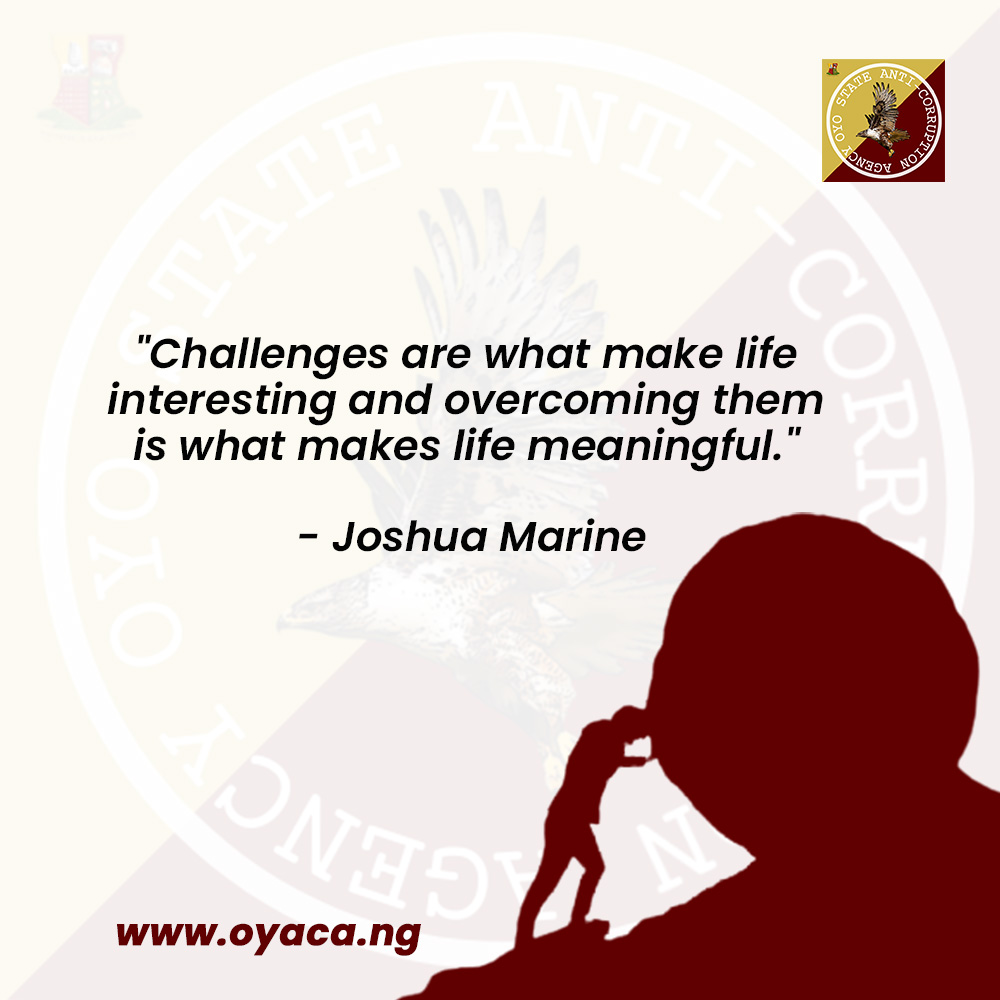 OYO STATE ANTI-CORRUPTION AGENCY
"Challenges are what make life
interesting and overcoming them
is what makes life meaningful."
- Joshua Marine
www.oyaca.ng
OYO STATE ANTI-CORRUPTION AGENCY